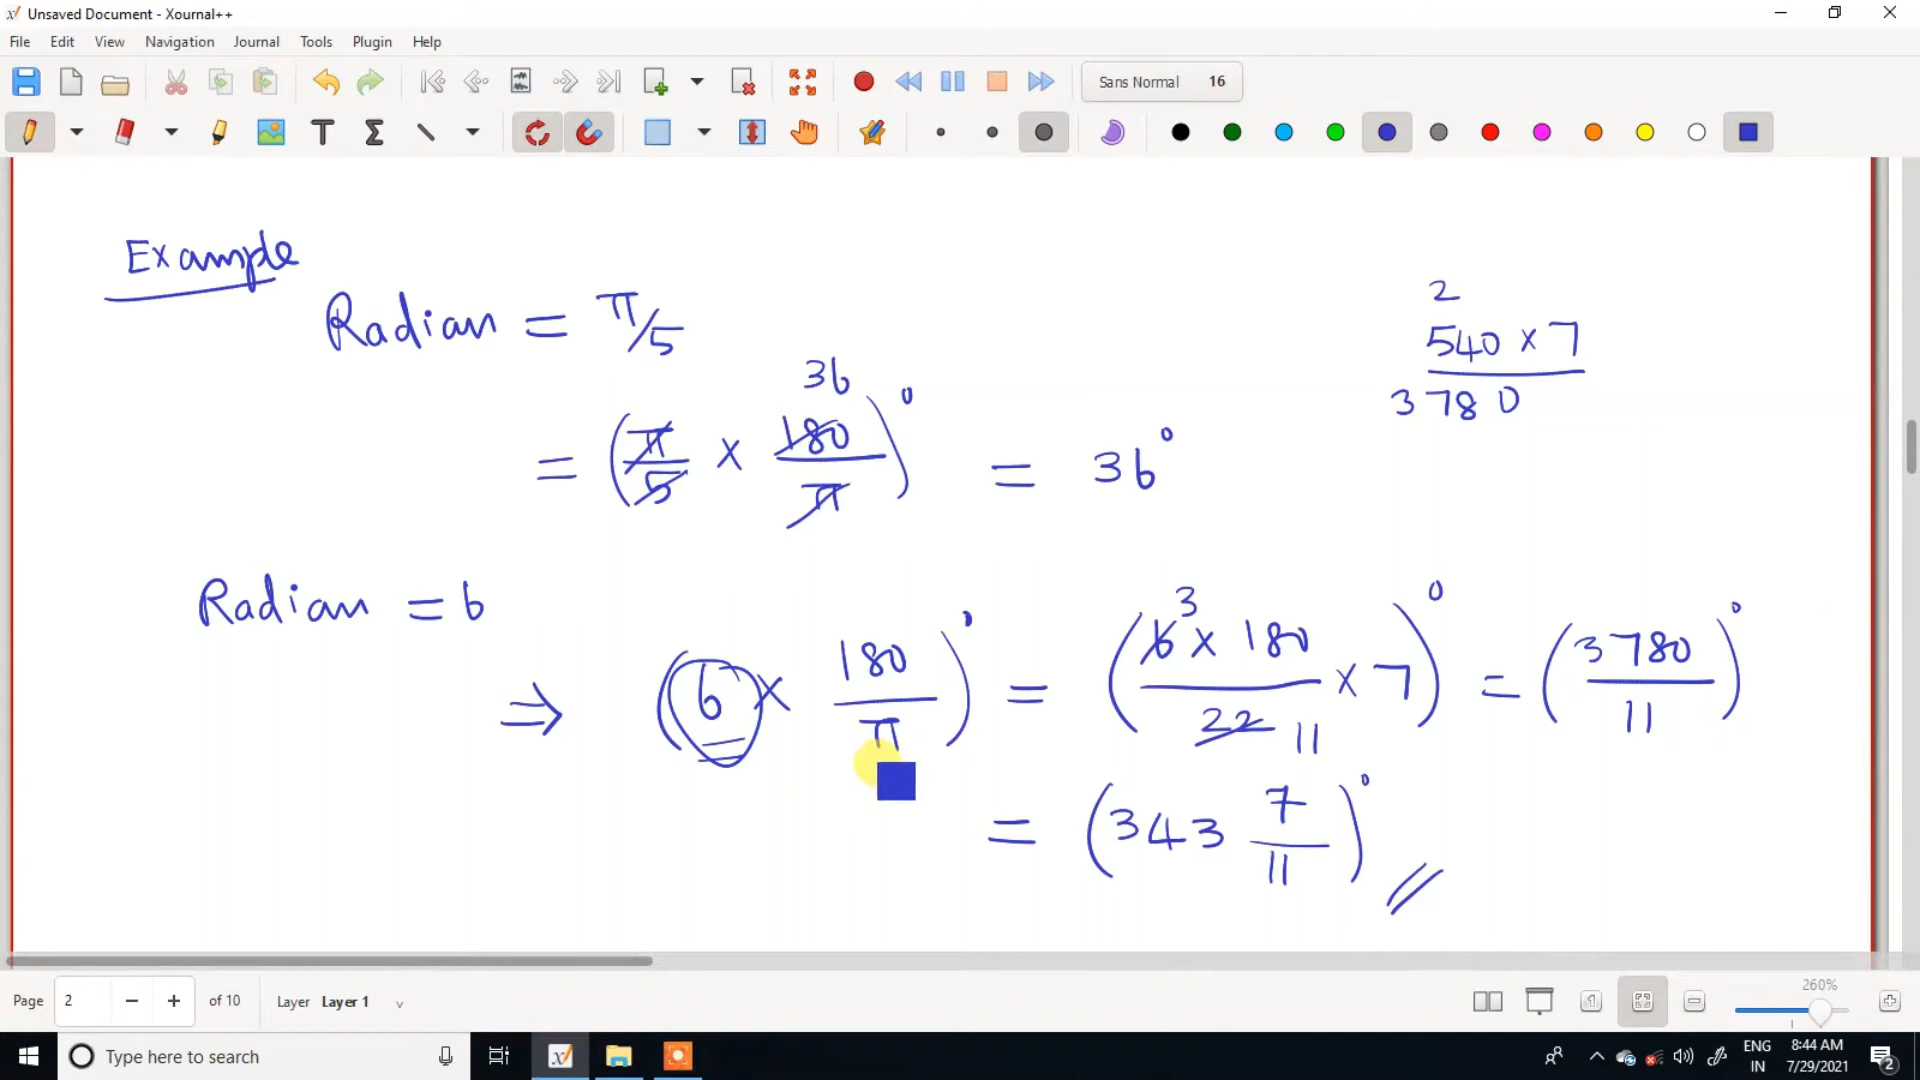 Unsaved Document - Xournal++
File Edit View Navigation Journal Tools Plugin Help
Sans Normal 16
Example
Radian = π/5
= (π/5 × 180/π)° = 36°
36
2
540 × 7
3780
Radian = 6
⇒ (6 × 180/π)° = (6 × 180/22 × 7)° = (3780/11)°
3
11
= (343 7/11)°
Page 2 of 10 Layer Layer 1
260%
Type here to search
ENG
IN
8:44 AM
7/29/2021
2